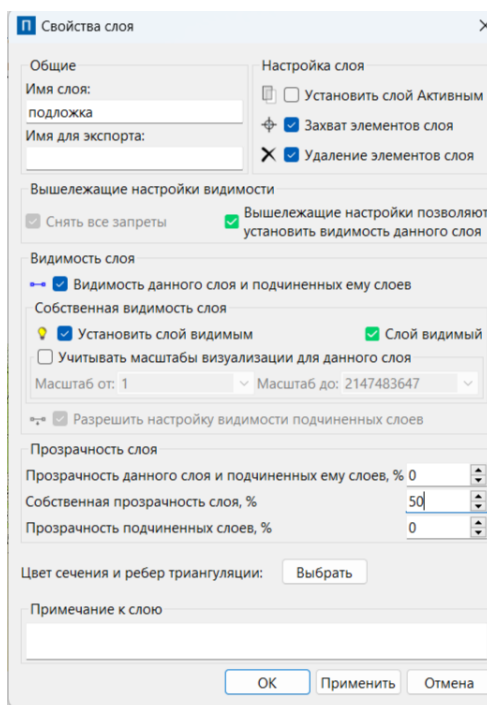 Свойства слоя
Общие
Имя слоя:
подложка
Имя для экспорта:
Настройка слоя
Установить слой Активным
Захват элементов слоя
Удаление элементов слоя
Вышележащие настройки видимости
Снять все запреты
Вышележащие настройки позволяют
установить видимость данного слоя
Видимость слоя
Видимость данного слоя и подчиненных ему слоев
Собственная видимость слоя
Установить слой видимым
Слой видимый
Учитывать масштабы визуализации для данного слоя
Масштаб от: 1 Масштаб до: 2147483647
Разрешить настройку видимости подчиненных слоев
Прозрачность слоя
Прозрачность данного слоя и подчиненных ему слоев, % 0
Собственная прозрачность слоя, % 50
Прозрачность подчиненных слоев, % 0
Цвет сечения и ребер триангуляции: Выбрать
Примечание к слою
ОК Применить Отмена